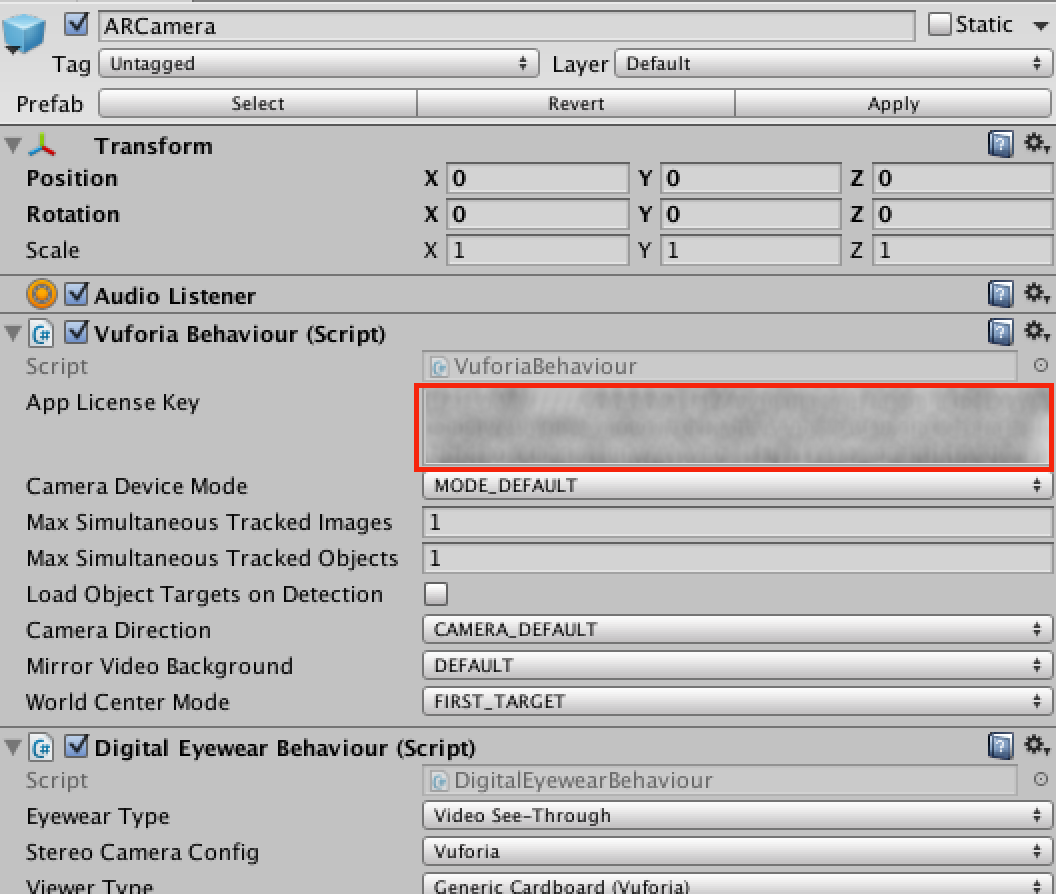 ARCamera Static
Tag Untagged Layer Default
Prefab Select Revert Apply
Transform
Position X 0 Y 0 Z 0
Rotation X 0 Y 0 Z 0
Scale X 1 Y 1 Z 1
Audio Listener
Vuforia Behaviour (Script)
Script VuforiaBehaviour
App License Key
Camera Device Mode MODE_DEFAULT
Max Simultaneous Tracked Images 1
Max Simultaneous Tracked Objects 1
Load Object Targets on Detection
Camera Direction CAMERA_DEFAULT
Mirror Video Background DEFAULT
World Center Mode FIRST_TARGET
Digital Eyewear Behaviour (Script)
Script DigitalEyewearBehaviour
Eyewear Type Video See-Through
Stereo Camera Config Vuforia
Viewer Type Generic Cardboard (Vuforia)